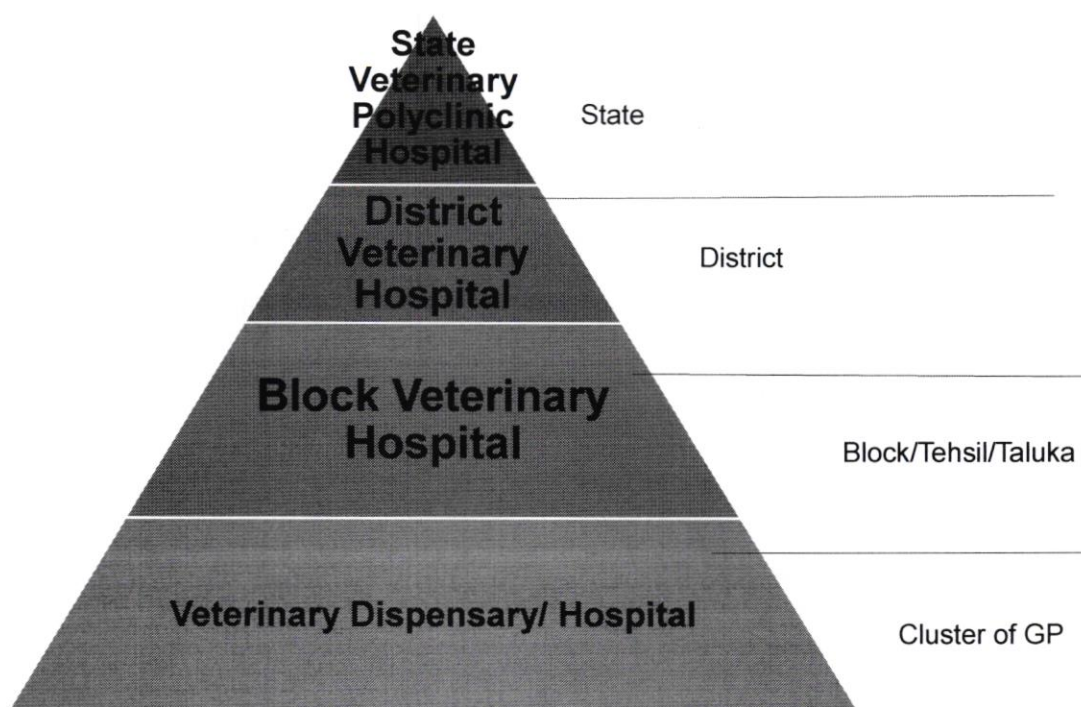 State
Veterinary
Polyclinic
Hospital
State
District
Veterinary
Hospital
District
Block Veterinary
Hospital
Block/Tehsil/Taluka
Veterinary Dispensary/ Hospital
Cluster of GP